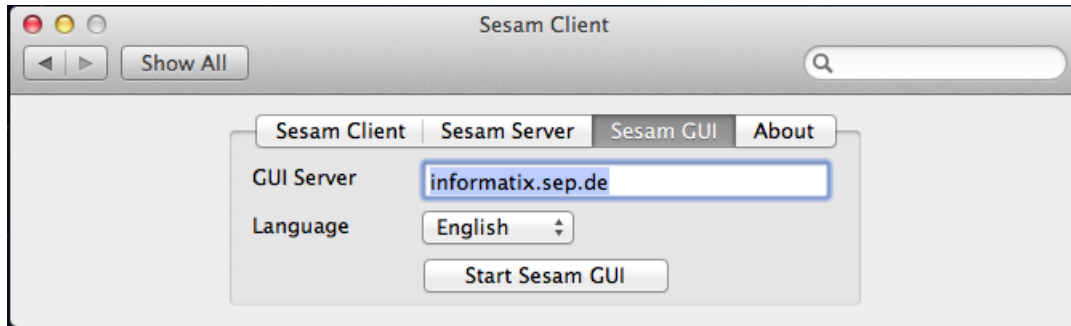 Sesam Client
Show All
Sesam Client Sesam Server Sesam GUI About
GUI Server informatix.sep.de
Language English
Start Sesam GUI